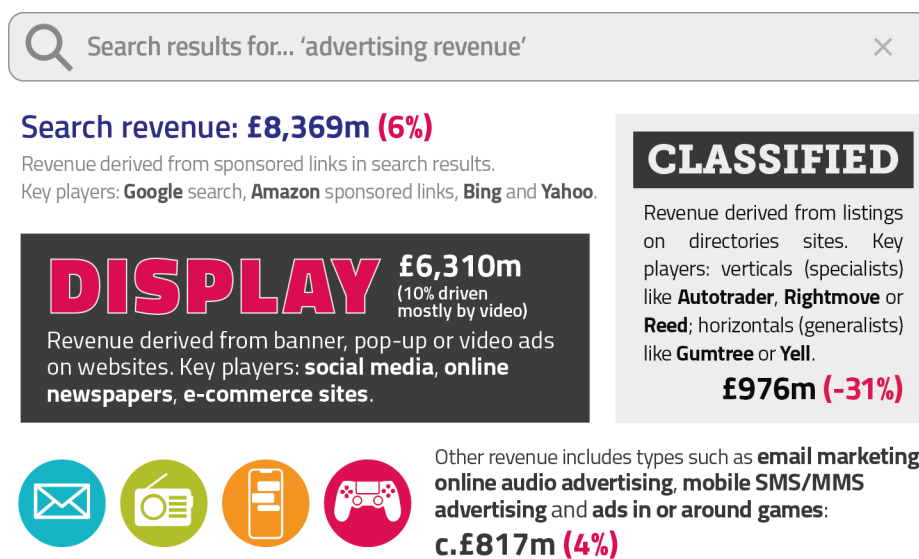 Search results for... ‘advertising revenue’
Search revenue: £8,369m (6%)
Revenue derived from sponsored links in search results.
Key players: Google search, Amazon sponsored links, Bing and Yahoo.
DISPLAY
£6,310m
(10% driven
mostly by video)
Revenue derived from banner, pop-up or video ads
on websites. Key players: social media, online
newspapers, e-commerce sites.
CLASSIFIED
Revenue derived from listings
on directories sites. Key
players: verticals (specialists)
like Autotrader, Rightmove or
Reed; horizontals (generalists)
like Gumtree or Yell.
£976m (-31%)
Other revenue includes types such as email marketing
online audio advertising, mobile SMS/MMS
advertising and ads in or around games:
c.£817m (4%)